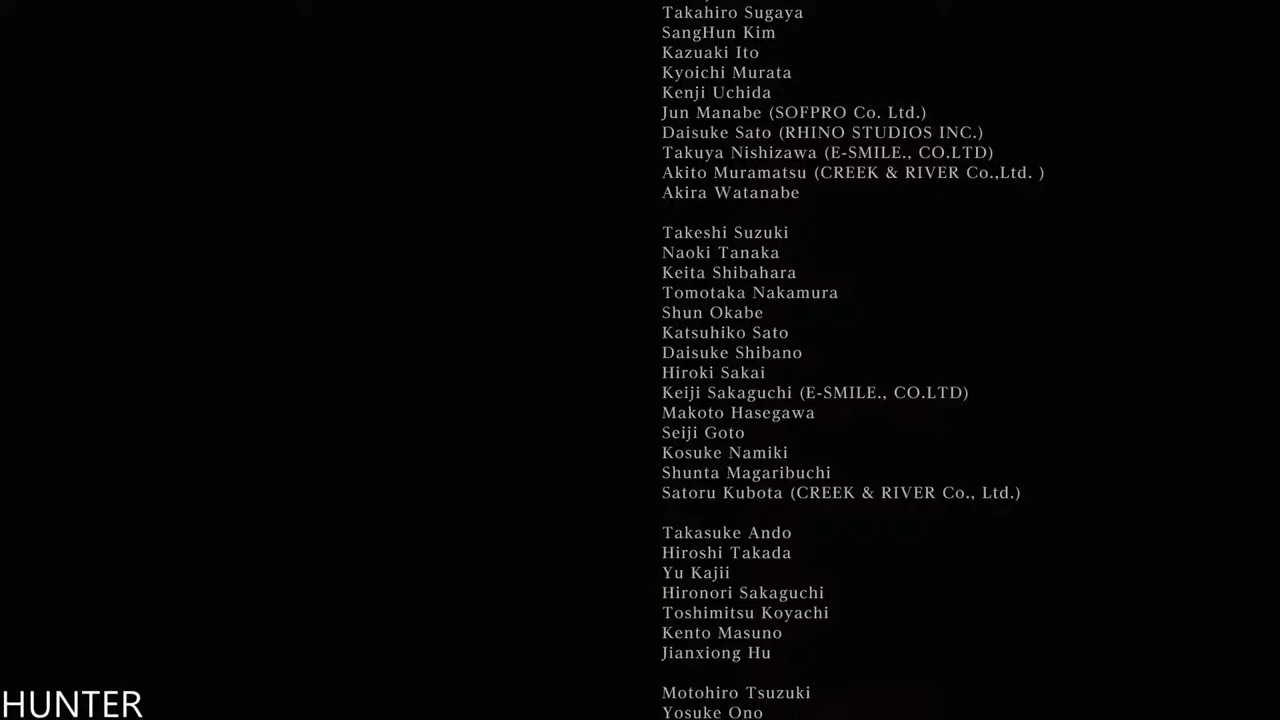 Takahiro Sugaya
SangHun Kim
Kazuaki Ito
Kyoichi Murata
Kenji Uchida
Jun Manabe (SOFPRO Co. Ltd.)
Daisuke Sato (RHINO STUDIOS INC.)
Takuya Nishizawa (E-SMILE., CO.LTD)
Akito Muramatsu (CREEK & RIVER Co.,Ltd. )
Akira Watanabe
Takeshi Suzuki
Naoki Tanaka
Keita Shibahara
Tomotaka Nakamura
Shun Okabe
Katsuhiko Sato
Daisuke Shibano
Hiroki Sakai
Keiji Sakaguchi (E-SMILE., CO.LTD)
Makoto Hasegawa
Seiji Goto
Kosuke Namiki
Shunta Magaribuchi
Satoru Kubota (CREEK & RIVER Co., Ltd.)
Takasuke Ando
Hiroshi Takada
Yu Kajii
Hironori Sakaguchi
Toshimitsu Koyachi
Kento Masuno
Jianxiong Hu
Motohiro Tsuzuki
Yosuke Ono
HUNTER